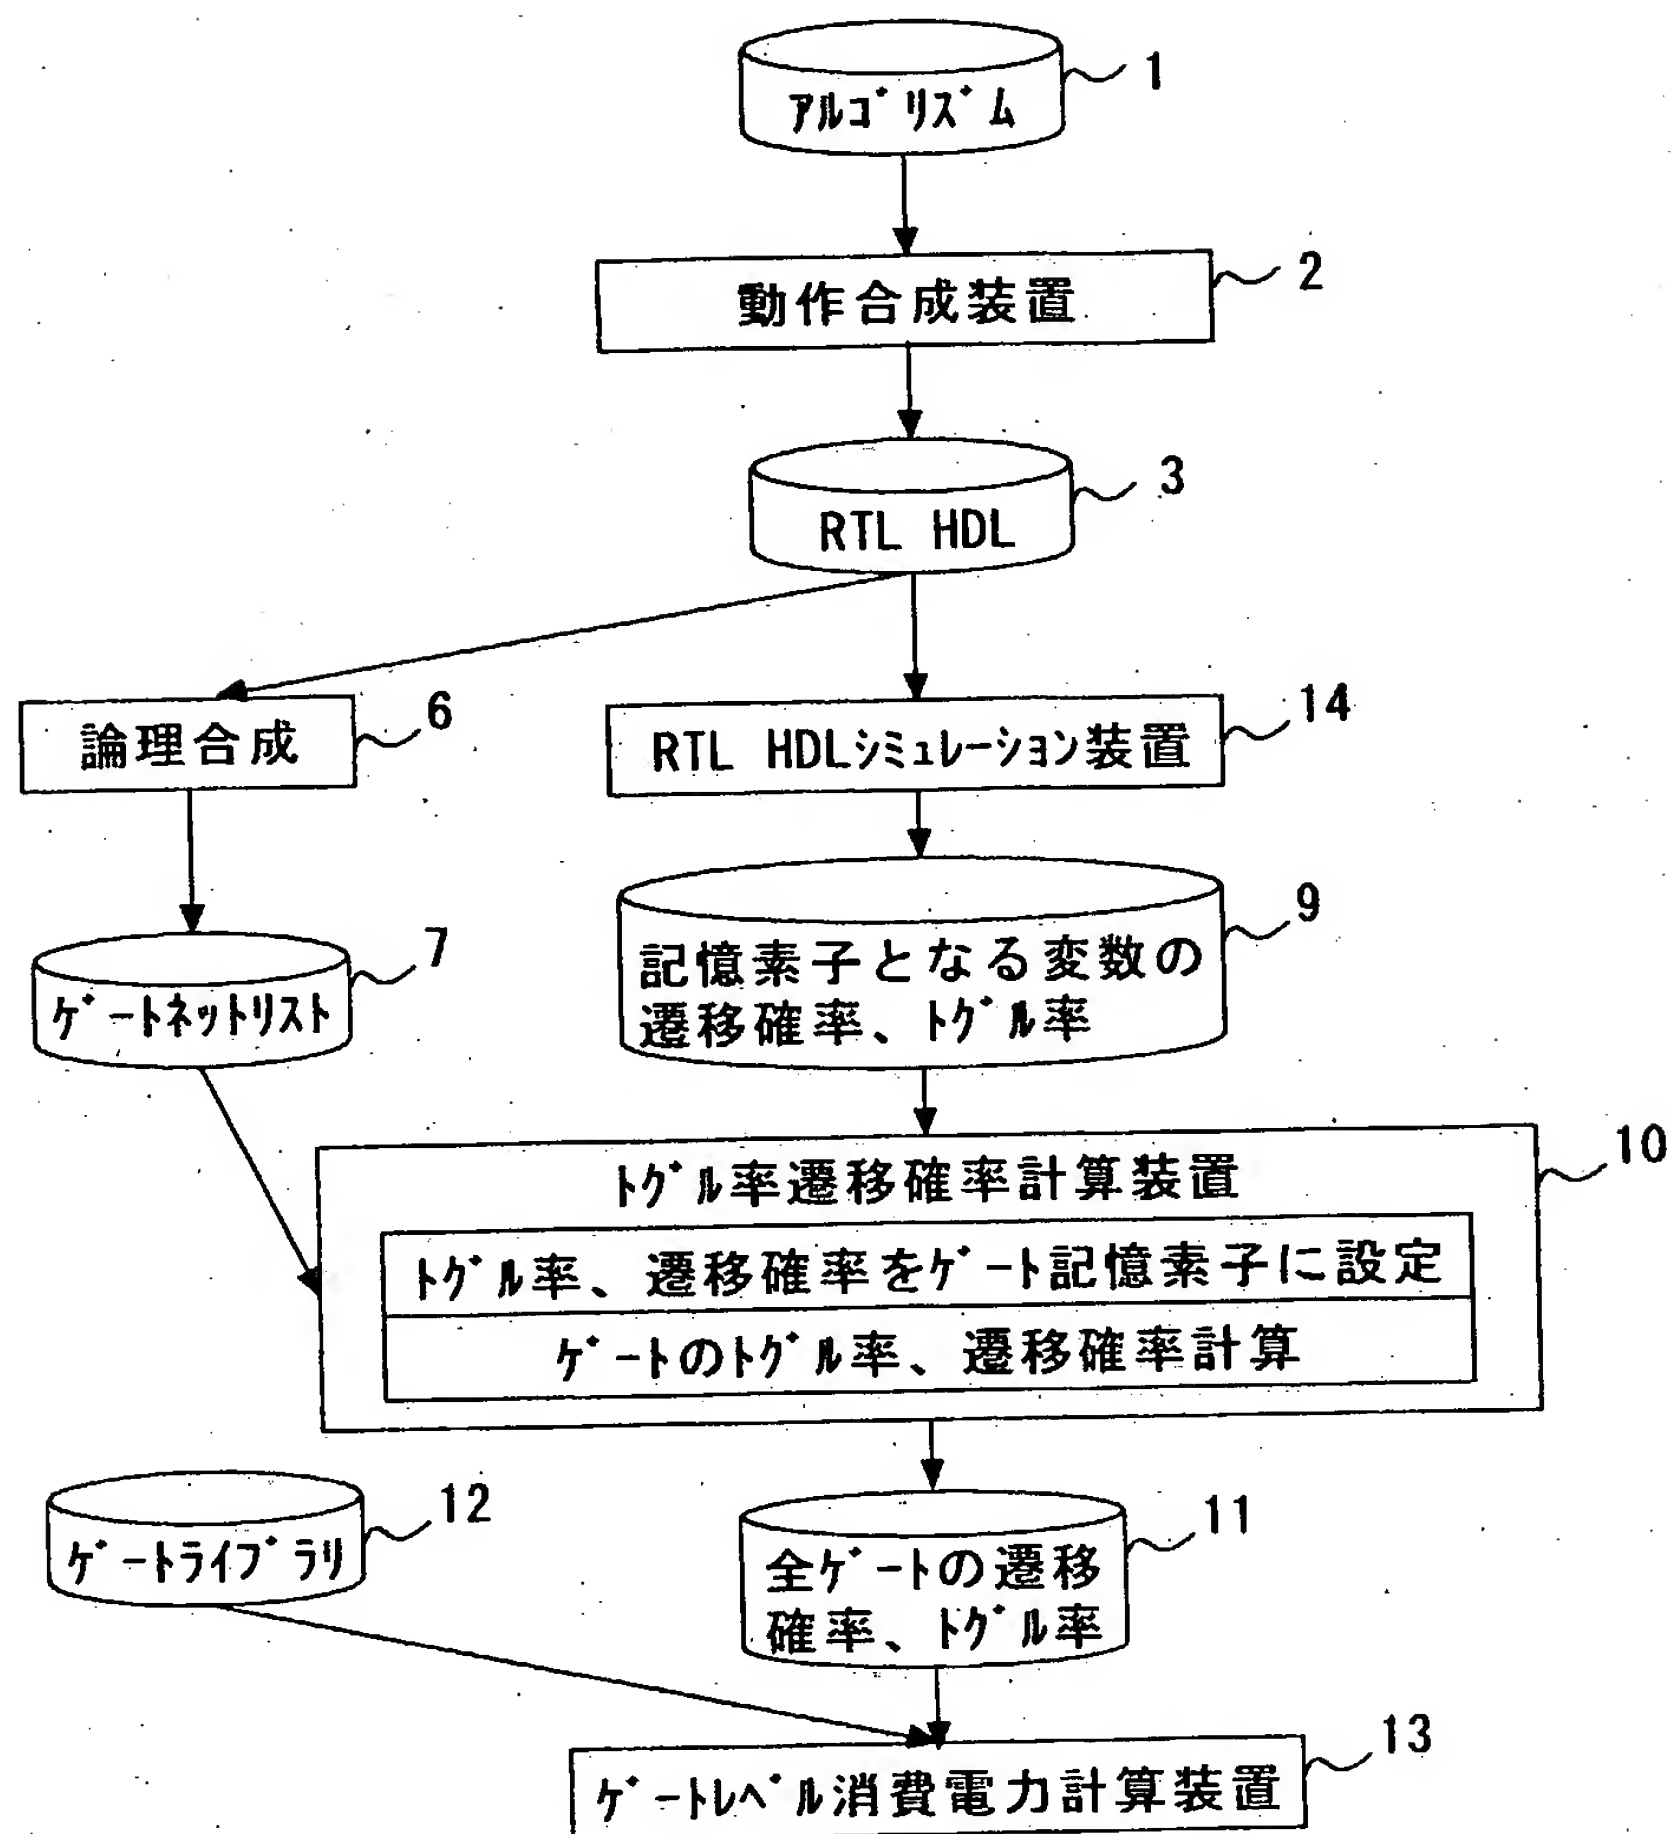 ｱﾙｺﾞﾘｽﾞﾑ
1
動作合成装置
2
RTL HDL
3
論理合成
6
RTL HDLｼﾐｭﾚｰｼｮﾝ装置
14
ｹﾞｰﾄﾈｯﾄﾘｽﾄ
7
記憶素子となる変数の
遷移確率、ﾄｸﾞﾙ率
9
ﾄｸﾞﾙ率遷移確率計算装置
10
ﾄｸﾞﾙ率、遷移確率をｹﾞｰﾄ記憶素子に設定
ｹﾞｰﾄのﾄｸﾞﾙ率、遷移確率計算
ｹﾞｰﾄﾗｲﾌﾞﾗﾘ
12
全ｹﾞｰﾄの遷移
確率、ﾄｸﾞﾙ率
11
ｹﾞｰﾄﾚﾍﾞﾙ消費電力計算装置
13